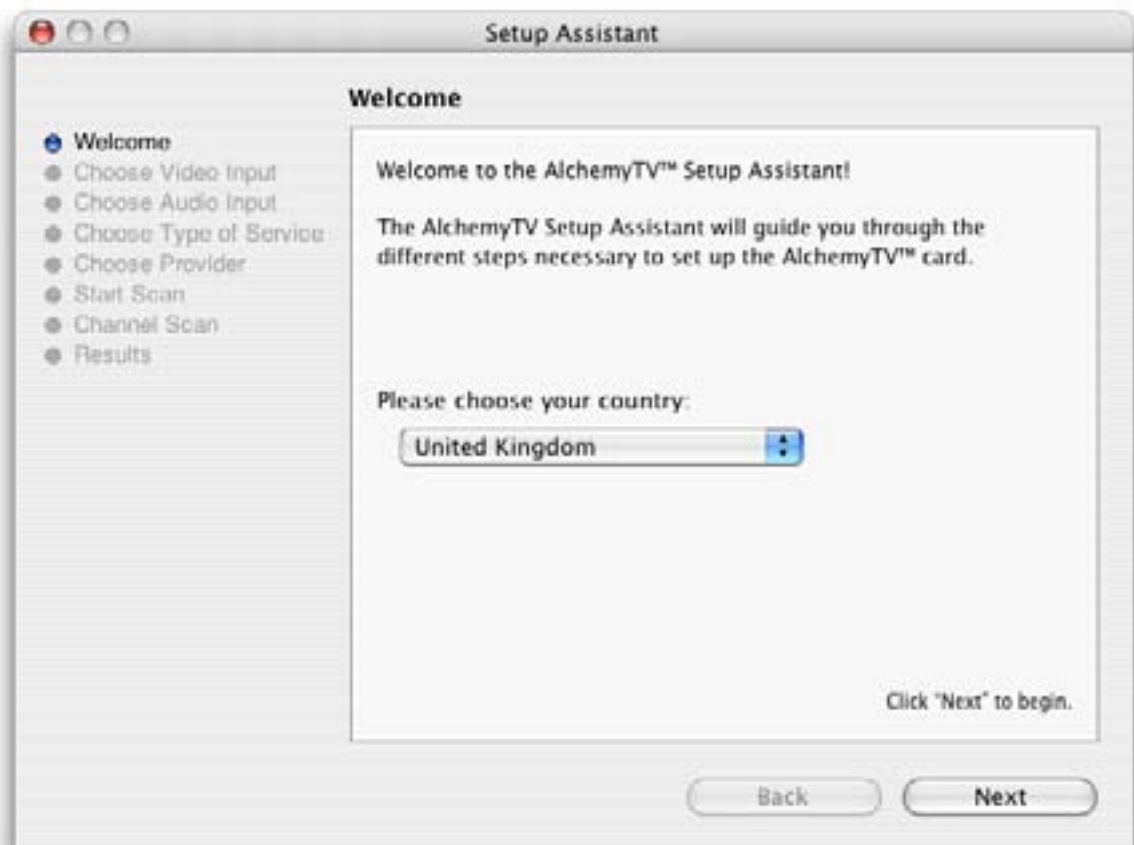 Setup Assistant
Welcome
Welcome
Choose Video Input
Choose Audio Input
Choose Type of Service
Choose Provider
Start Scan
Channel Scan
Results
Welcome to the AlchemyTV™ Setup Assistant!
The AlchemyTV Setup Assistant will guide you through the
different steps necessary to set up the AlchemyTV™ card.
Please choose your country:
United Kingdom
Click "Next" to begin.
Back
Next